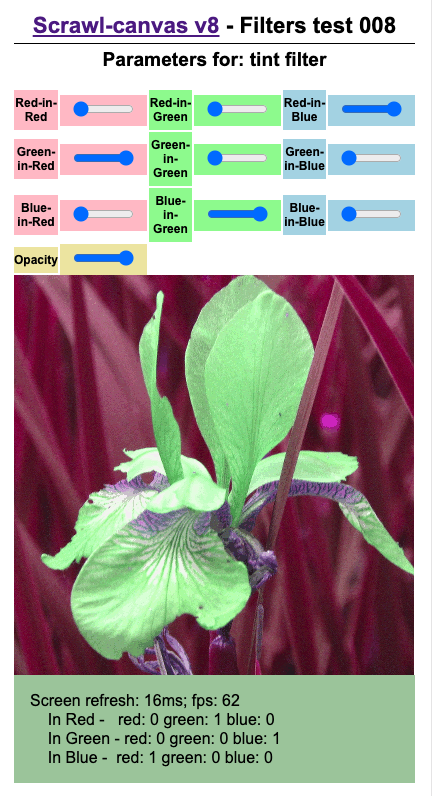 Scrawl-canvas v8 - Filters test 008
Parameters for: tint filter
Red-in-
Red
Red-in-
Green
Red-in-
Blue
Green-
in-Red
Green-
in-
Green
Green-
in-Blue
Blue-
in-Red
Blue-
in-
Green
Blue-
in-Blue
Opacity
Screen refresh: 16ms; fps: 62
In Red - red: 0 green: 1 blue: 0
In Green - red: 0 green: 0 blue: 1
In Blue - red: 1 green: 0 blue: 0